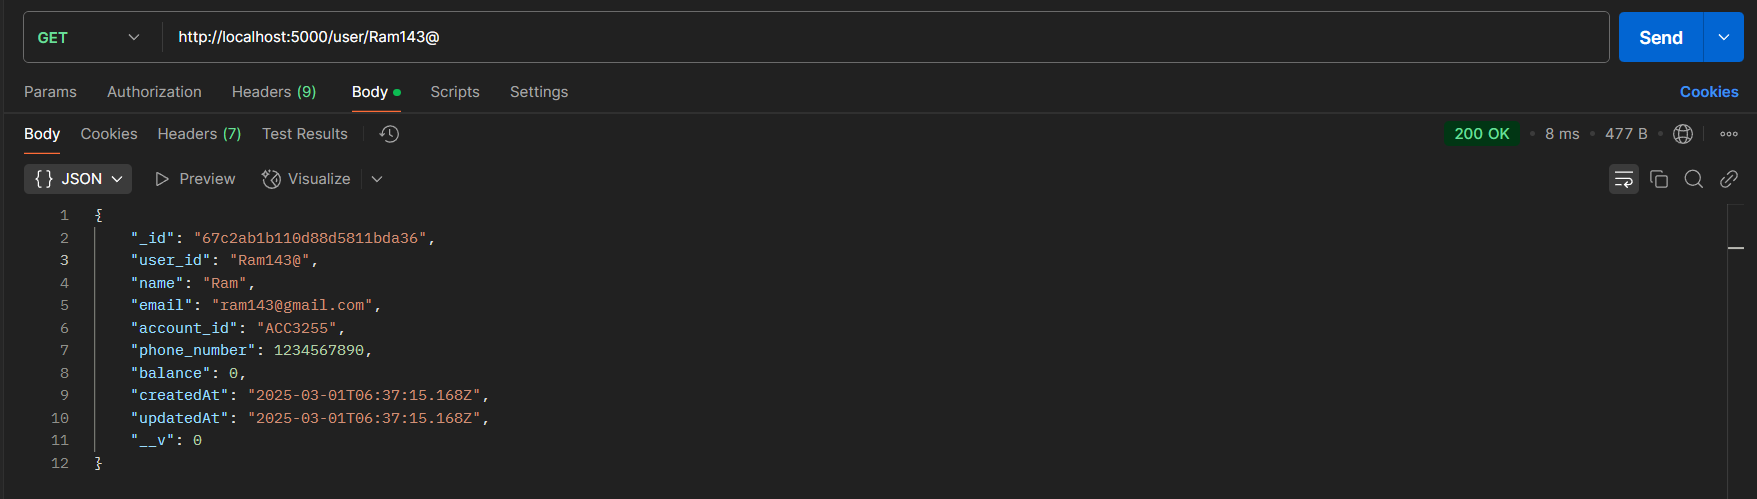 GET http://localhost:5000/user/Ram143@ Send
Params Authorization Headers (9) Body Scripts Settings Cookies
Body Cookies Headers (7) Test Results 200 OK 8 ms 477 B
{} JSON Preview Visualize
1 {
2 "_id": "67c2ab1b110d88d5811bda36",
3 "user_id": "Ram143@",
4 "name": "Ram",
5 "email": "ram143@gmail.com",
6 "account_id": "ACC3255",
7 "phone_number": 1234567890,
8 "balance": 0,
9 "createdAt": "2025-03-01T06:37:15.168Z",
10 "updatedAt": "2025-03-01T06:37:15.168Z",
11 "__v": 0
12 }